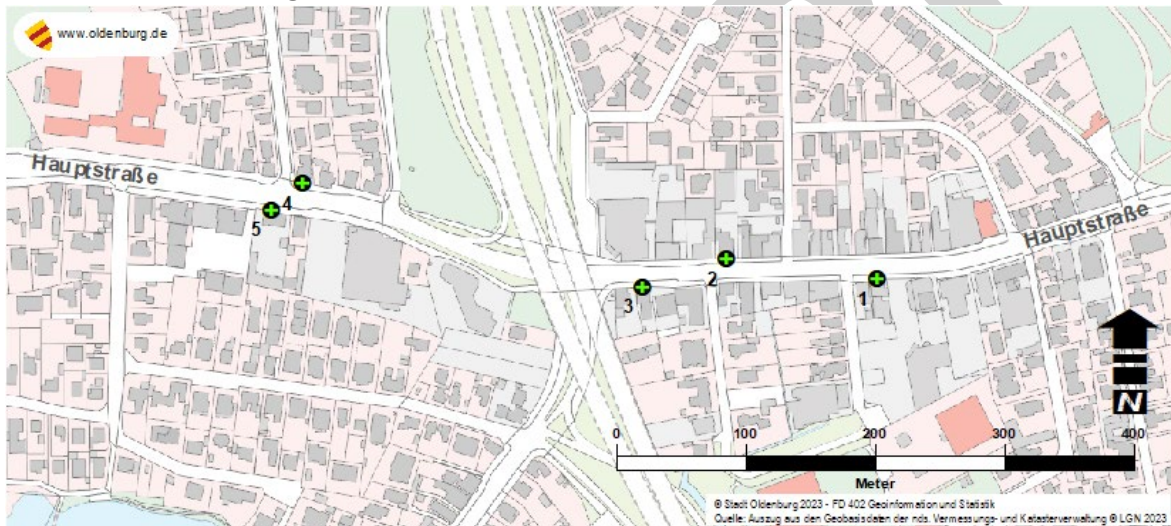 www.oldenburg.de
Hauptstraße
4
5
Hauptstraße
2
3
1
N
0 100 200 300 400
Meter
© Stadt Oldenburg 2023 - FD 402 Geoinformation und Statistik
Quelle: Auszug aus den Geobasisdaten der nds. Vermessungs- und Katasterverwaltung © LGN 2023